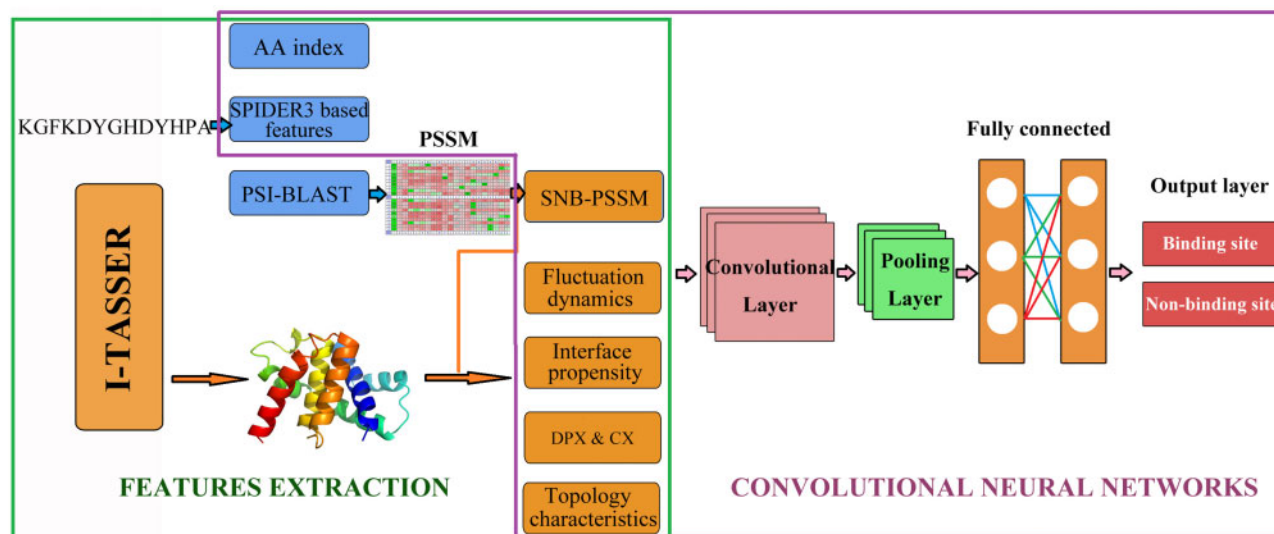 AA index
KGFKDYGHDYHPA
SPIDER3 based
features
PSSM
PSI-BLAST
SNB-PSSM
I-TASSER
Fluctuation
dynamics
Interface
propensity
DPX & CX
Topology
characteristics
FEATURES EXTRACTION
Convolutional
Layer
Pooling
Layer
Fully connected
Output layer
Binding site
Non-binding site
CONVOLUTIONAL NEURAL NETWORKS